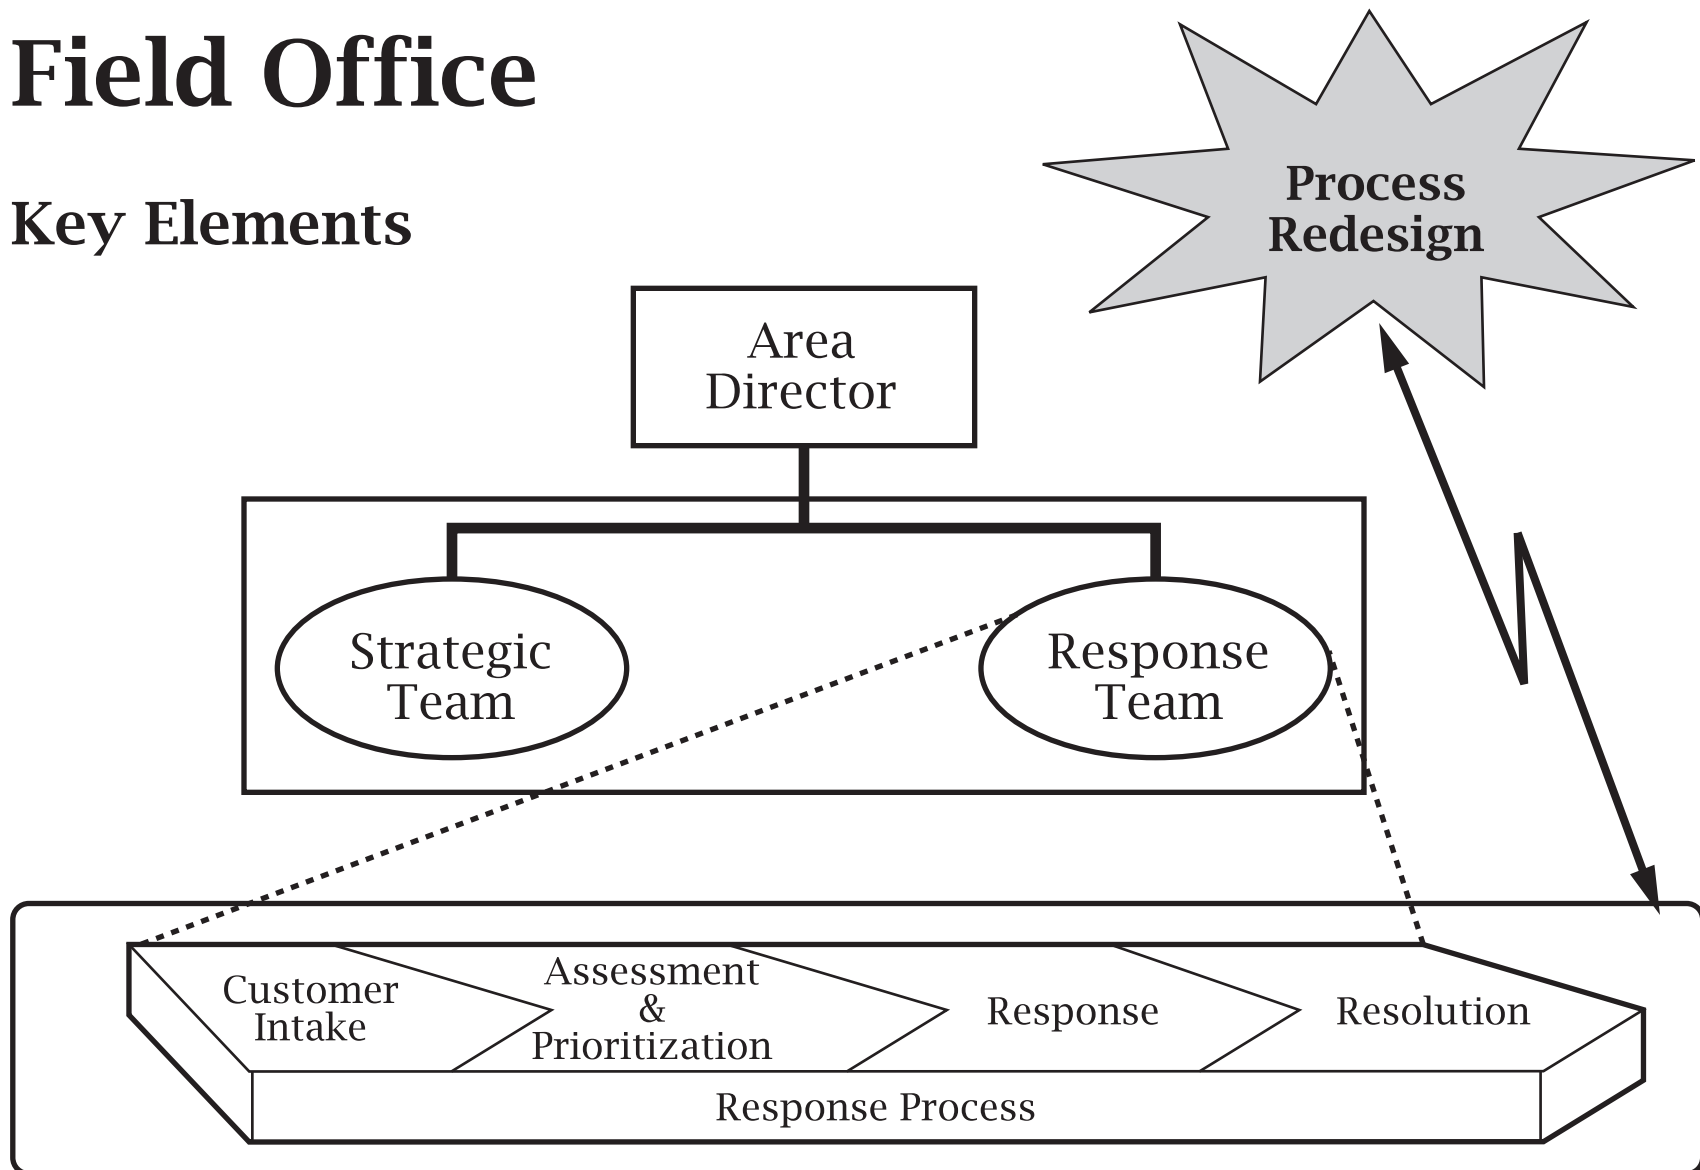 Field Office
Key Elements
Process
Redesign
Area
Director
Strategic
Team
Response
Team
Customer
Intake
Assessment
&
Prioritization
Response
Resolution
Response Process